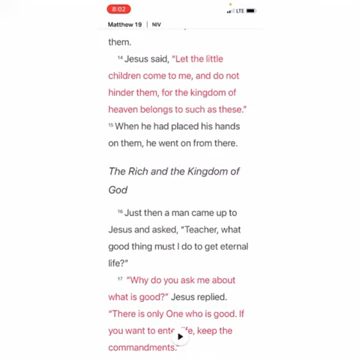 8:02
LTE
Matthew 19 NIV
them.
14 Jesus said, “Let the little
children come to me, and do not
hinder them, for the kingdom of
heaven belongs to such as these.”
15 When he had placed his hands
on them, he went on from there.
The Rich and the Kingdom of
God
16 Just then a man came up to
Jesus and asked, “Teacher, what
good thing must I do to get eternal
life?”
17 “Why do you ask me about
what is good?” Jesus replied.
“There is only One who is good. If
you want to enter life, keep the
commandments.”